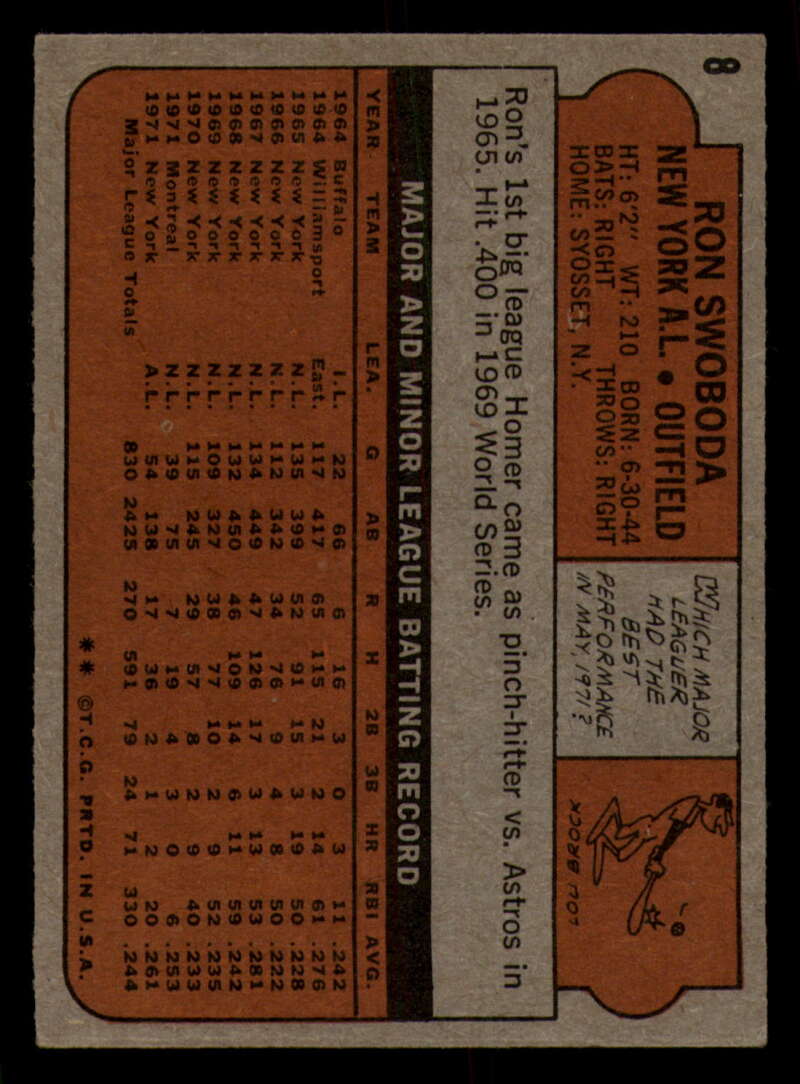 8
RON SWOBODA
NEW YORK A.L. • OUTFIELD
HT: 6'2" WT: 210 BORN: 6-30-44
BATS: RIGHT THROWS: RIGHT
HOME: SYOSSET, N.Y.
WHICH MAJOR
LEAGUER
HAD THE
BEST
PERFORMANCE
IN MAY, 1971?
LOU BROCK
Ron's 1st big league Homer came as pinch-hitter vs. Astros in
1965. Hit .400 in 1969 World Series.
MAJOR AND MINOR LEAGUE BATTING RECORD
YEAR TEAM LEA. G AB R H 2B 3B HR RBI AVG.
1964 Buffalo I.L. 22 66 6 16 3 0 3 11 .242
1964 Williamsport East. 117 417 65 115 21 2 14 61 .276
1965 New York N.L. 135 399 52 91 15 3 19 50 .228
1966 New York N.L. 112 342 34 76 9 4 8 50 .222
1967 New York N.L. 134 449 47 126 17 3 13 53 .281
1968 New York N.L. 132 450 46 109 14 6 11 59 .242
1969 New York N.L. 109 327 38 77 10 2 9 52 .235
1970 New York N.L. 115 245 29 57 8 2 9 40 .233
1971 Montreal N.L. 39 75 7 19 4 3 0 6 .253
1971 New York A.L. 54 138 17 36 2 1 2 20 .261
Major League Totals 830 2425 270 591 79 24 71 330 .244
** ©T.C.G. PRTD. IN U.S.A.